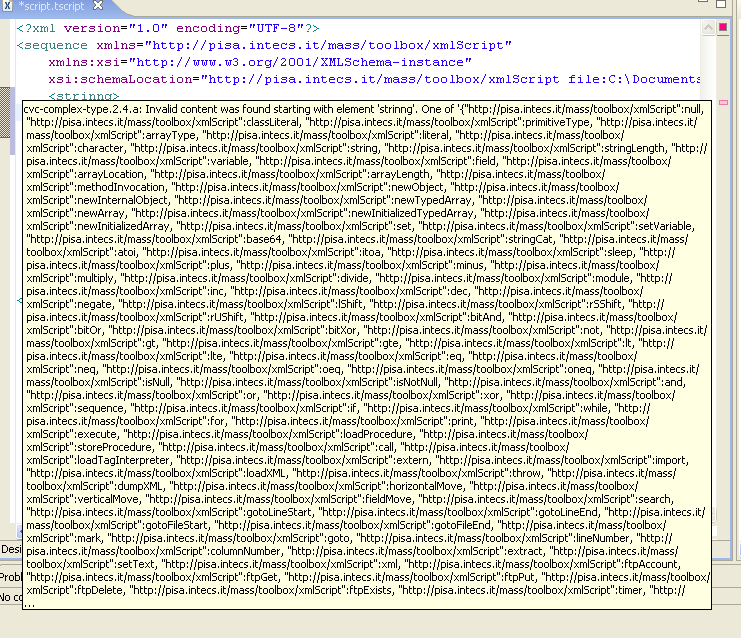 *script.tscript
<?xml version="1.0" encoding="UTF-8"?>
<sequence xmlns="http://pisa.intecs.it/mass/toolbox/xmlScript"
xmlns:xsi="http://www.w3.org/2001/XMLSchema-instance"
xsi:schemaLocation="http://pisa.intecs.it/mass/toolbox/xmlScript file:C:\Documents
<strinng>
cvc-complex-type.2.4.a: Invalid content was found starting with element 'strinng'. One of '{"http://pisa.intecs.it/mass/toolbox/xmlScript":null,
"http://pisa.intecs.it/mass/toolbox/xmlScript":classLiteral, "http://pisa.intecs.it/mass/toolbox/xmlScript":primitiveType, "http://pisa.intecs.it/
mass/toolbox/xmlScript":arrayType, "http://pisa.intecs.it/mass/toolbox/xmlScript":literal, "http://pisa.intecs.it/mass/toolbox/
xmlScript":character, "http://pisa.intecs.it/mass/toolbox/xmlScript":string, "http://pisa.intecs.it/mass/toolbox/xmlScript":stringLength, "http://
pisa.intecs.it/mass/toolbox/xmlScript":variable, "http://pisa.intecs.it/mass/toolbox/xmlScript":field, "http://pisa.intecs.it/mass/toolbox/
xmlScript":arrayLocation, "http://pisa.intecs.it/mass/toolbox/xmlScript":arrayLength, "http://pisa.intecs.it/mass/toolbox/
xmlScript":methodInvocation, "http://pisa.intecs.it/mass/toolbox/xmlScript":newObject, "http://pisa.intecs.it/mass/toolbox/
xmlScript":newInternalObject, "http://pisa.intecs.it/mass/toolbox/xmlScript":newTypedArray, "http://pisa.intecs.it/mass/toolbox/
xmlScript":newArray, "http://pisa.intecs.it/mass/toolbox/xmlScript":newInitializedTypedArray, "http://pisa.intecs.it/mass/toolbox/
xmlScript":newInitializedArray, "http://pisa.intecs.it/mass/toolbox/xmlScript":set, "http://pisa.intecs.it/mass/toolbox/xmlScript":setVariable,
"http://pisa.intecs.it/mass/toolbox/xmlScript":base64, "http://pisa.intecs.it/mass/toolbox/xmlScript":stringCat, "http://pisa.intecs.it/mass/
toolbox/xmlScript":atoi, "http://pisa.intecs.it/mass/toolbox/xmlScript":itoa, "http://pisa.intecs.it/mass/toolbox/xmlScript":sleep, "http://
pisa.intecs.it/mass/toolbox/xmlScript":plus, "http://pisa.intecs.it/mass/toolbox/xmlScript":minus, "http://pisa.intecs.it/mass/toolbox/
xmlScript":multiply, "http://pisa.intecs.it/mass/toolbox/xmlScript":divide, "http://pisa.intecs.it/mass/toolbox/xmlScript":module, "http://
pisa.intecs.it/mass/toolbox/xmlScript":inc, "http://pisa.intecs.it/mass/toolbox/xmlScript":dec, "http://pisa.intecs.it/mass/toolbox/
xmlScript":negate, "http://pisa.intecs.it/mass/toolbox/xmlScript":lShift, "http://pisa.intecs.it/mass/toolbox/xmlScript":rSShift, "http://
pisa.intecs.it/mass/toolbox/xmlScript":rUShift, "http://pisa.intecs.it/mass/toolbox/xmlScript":bitAnd, "http://pisa.intecs.it/mass/toolbox/
xmlScript":bitOr, "http://pisa.intecs.it/mass/toolbox/xmlScript":bitXor, "http://pisa.intecs.it/mass/toolbox/xmlScript":not, "http://pisa.intecs.it/
mass/toolbox/xmlScript":gt, "http://pisa.intecs.it/mass/toolbox/xmlScript":gte, "http://pisa.intecs.it/mass/toolbox/xmlScript":lt, "http://
pisa.intecs.it/mass/toolbox/xmlScript":lte, "http://pisa.intecs.it/mass/toolbox/xmlScript":eq, "http://pisa.intecs.it/mass/toolbox/
xmlScript":neq, "http://pisa.intecs.it/mass/toolbox/xmlScript":oeq, "http://pisa.intecs.it/mass/toolbox/xmlScript":oneq, "http://pisa.intecs.it/
mass/toolbox/xmlScript":isNull, "http://pisa.intecs.it/mass/toolbox/xmlScript":isNotNull, "http://pisa.intecs.it/mass/toolbox/xmlScript":and,
"http://pisa.intecs.it/mass/toolbox/xmlScript":or, "http://pisa.intecs.it/mass/toolbox/xmlScript":xor, "http://pisa.intecs.it/mass/toolbox/
xmlScript":sequence, "http://pisa.intecs.it/mass/toolbox/xmlScript":if, "http://pisa.intecs.it/mass/toolbox/xmlScript":while, "http://
pisa.intecs.it/mass/toolbox/xmlScript":for, "http://pisa.intecs.it/mass/toolbox/xmlScript":print, "http://pisa.intecs.it/mass/toolbox/
xmlScript":execute, "http://pisa.intecs.it/mass/toolbox/xmlScript":loadProcedure, "http://pisa.intecs.it/mass/toolbox/
xmlScript":storeProcedure, "http://pisa.intecs.it/mass/toolbox/xmlScript":call, "http://pisa.intecs.it/mass/toolbox/
xmlScript":loadTagInterpreter, "http://pisa.intecs.it/mass/toolbox/xmlScript":extern, "http://pisa.intecs.it/mass/toolbox/xmlScript":import,
"http://pisa.intecs.it/mass/toolbox/xmlScript":loadXML, "http://pisa.intecs.it/mass/toolbox/xmlScript":throw, "http://pisa.intecs.it/mass/
toolbox/xmlScript":dumpXML, "http://pisa.intecs.it/mass/toolbox/xmlScript":horizontalMove, "http://pisa.intecs.it/mass/toolbox/
xmlScript":verticalMove, "http://pisa.intecs.it/mass/toolbox/xmlScript":fieldMove, "http://pisa.intecs.it/mass/toolbox/xmlScript":search,
"http://pisa.intecs.it/mass/toolbox/xmlScript":gotoLineStart, "http://pisa.intecs.it/mass/toolbox/xmlScript":gotoLineEnd, "http://pisa.intecs.it/
mass/toolbox/xmlScript":gotoFileStart, "http://pisa.intecs.it/mass/toolbox/xmlScript":gotoFileEnd, "http://pisa.intecs.it/mass/toolbox/
xmlScript":mark, "http://pisa.intecs.it/mass/toolbox/xmlScript":goto, "http://pisa.intecs.it/mass/toolbox/xmlScript":lineNumber, "http://
pisa.intecs.it/mass/toolbox/xmlScript":columnNumber, "http://pisa.intecs.it/mass/toolbox/xmlScript":extract, "http://pisa.intecs.it/mass/
toolbox/xmlScript":setText, "http://pisa.intecs.it/mass/toolbox/xmlScript":xml, "http://pisa.intecs.it/mass/toolbox/xmlScript":ftpAccount,
"http://pisa.intecs.it/mass/toolbox/xmlScript":ftpGet, "http://pisa.intecs.it/mass/toolbox/xmlScript":ftpPut, "http://pisa.intecs.it/mass/toolbox/
xmlScript":ftpDelete, "http://pisa.intecs.it/mass/toolbox/xmlScript":ftpExists, "http://pisa.intecs.it/mass/toolbox/xmlScript":timer, "http://
...
Desi
Probl
No co